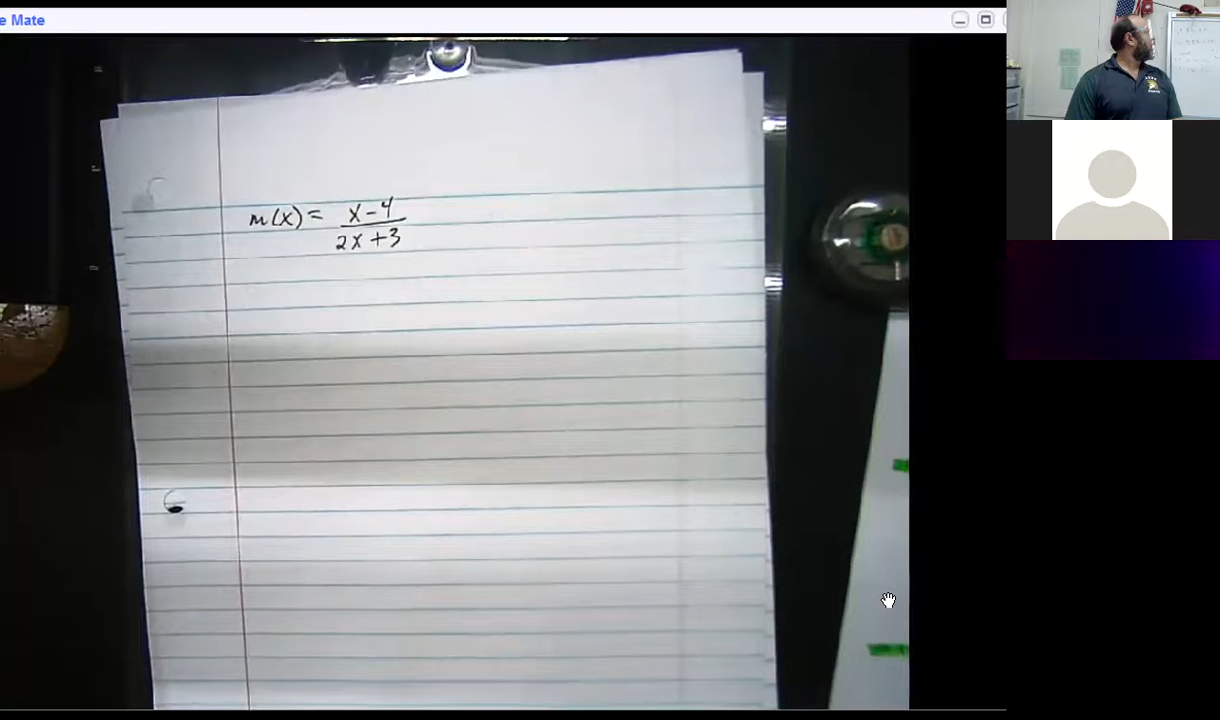 e Mate
m(x) = x-4
2x+3